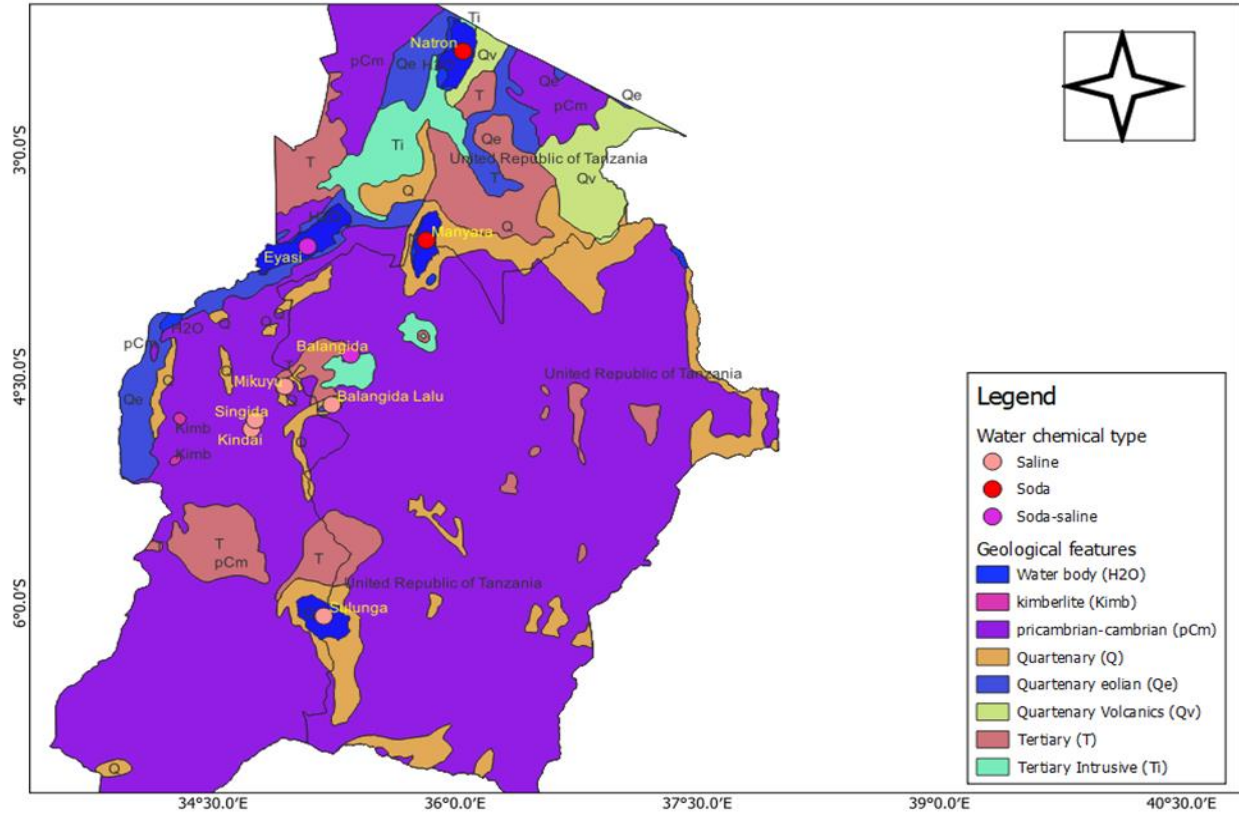 Ti
Natron
Qv
pCm
Qe
H2
T
Qe
pCm
Qe
Qe
United Republic of Tanzania
Ti
T
T
Qv
Q
Q
Manyara
Eyasi
3°0.0'S
H2O
Q
Q
Q
pCm
Balangida
T
Mikuyu
Q
Q
Qe
Balangida Lalu
Q
United Republic of Tanzania
Singida
Kimb
Kindai
Q
Kimb
4°30.0'S
T
pCm
T
United Republic of Tanzania
Sulunga
6°0.0'S
Q
34°30.0'E
36°0.0'E
37°30.0'E
39°0.0'E
40°30.0'E
Legend
Water chemical type
Saline
Soda
Soda-saline
Geological features
Water body (H2O)
kimberlite (Kimb)
pricambrian-cambrian (pCm)
Quartenary (Q)
Quartenary eolian (Qe)
Quartenary Volcanics (Qv)
Tertiary (T)
Tertiary Intrusive (Ti)